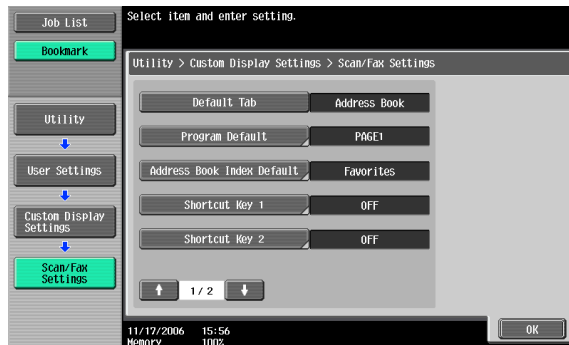 Job List
Select item and enter setting.
Bookmark
Utility > Custom Display Settings > Scan/Fax Settings
Default Tab
Address Book
Utility
Program Default
PAGE1
User Settings
Address Book Index Default
Favorites
Shortcut Key 1
OFF
Custom Display
Settings
Shortcut Key 2
OFF
Scan/Fax
Settings
1/ 2
11/17/2006 15:56
Memory 100%
OK